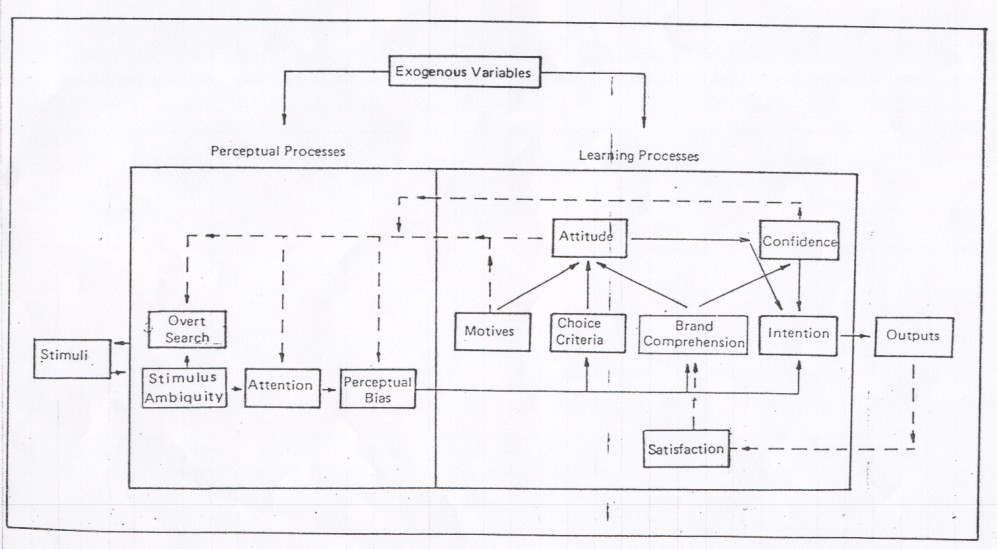 Exogenous Variables
Perceptual Processes
Learning Processes
Attitude
Confidence
Overt
Search
Motives
Choice
Criteria
Brand
Comprehension
Intention
Outputs
Stimuli
Stimulus
Ambiquity
Attention
Perceptual
Bias
Satisfaction